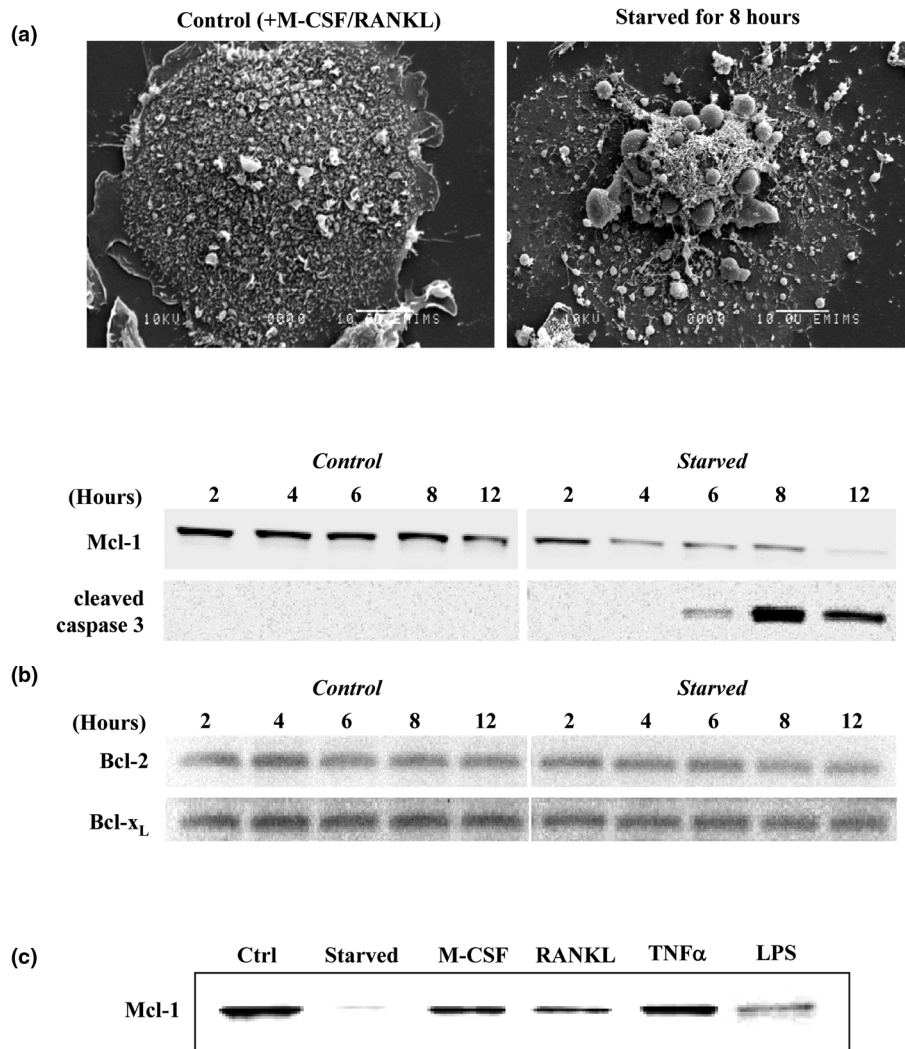 (a)
Control (+M-CSF/RANKL)
Starved for 8 hours
10KV 0000 10.0U EMIMS
10KV 0000 10.0U EMIMS
Control
Starved
(Hours) 2 4 6 8 12 2 4 6 8 12
Mcl-1
cleaved
caspase 3
(b)
Control
Starved
(Hours) 2 4 6 8 12 2 4 6 8 12
Bcl-2
Bcl-xL
(c)
Ctrl Starved M-CSF RANKL TNFα LPS
Mcl-1